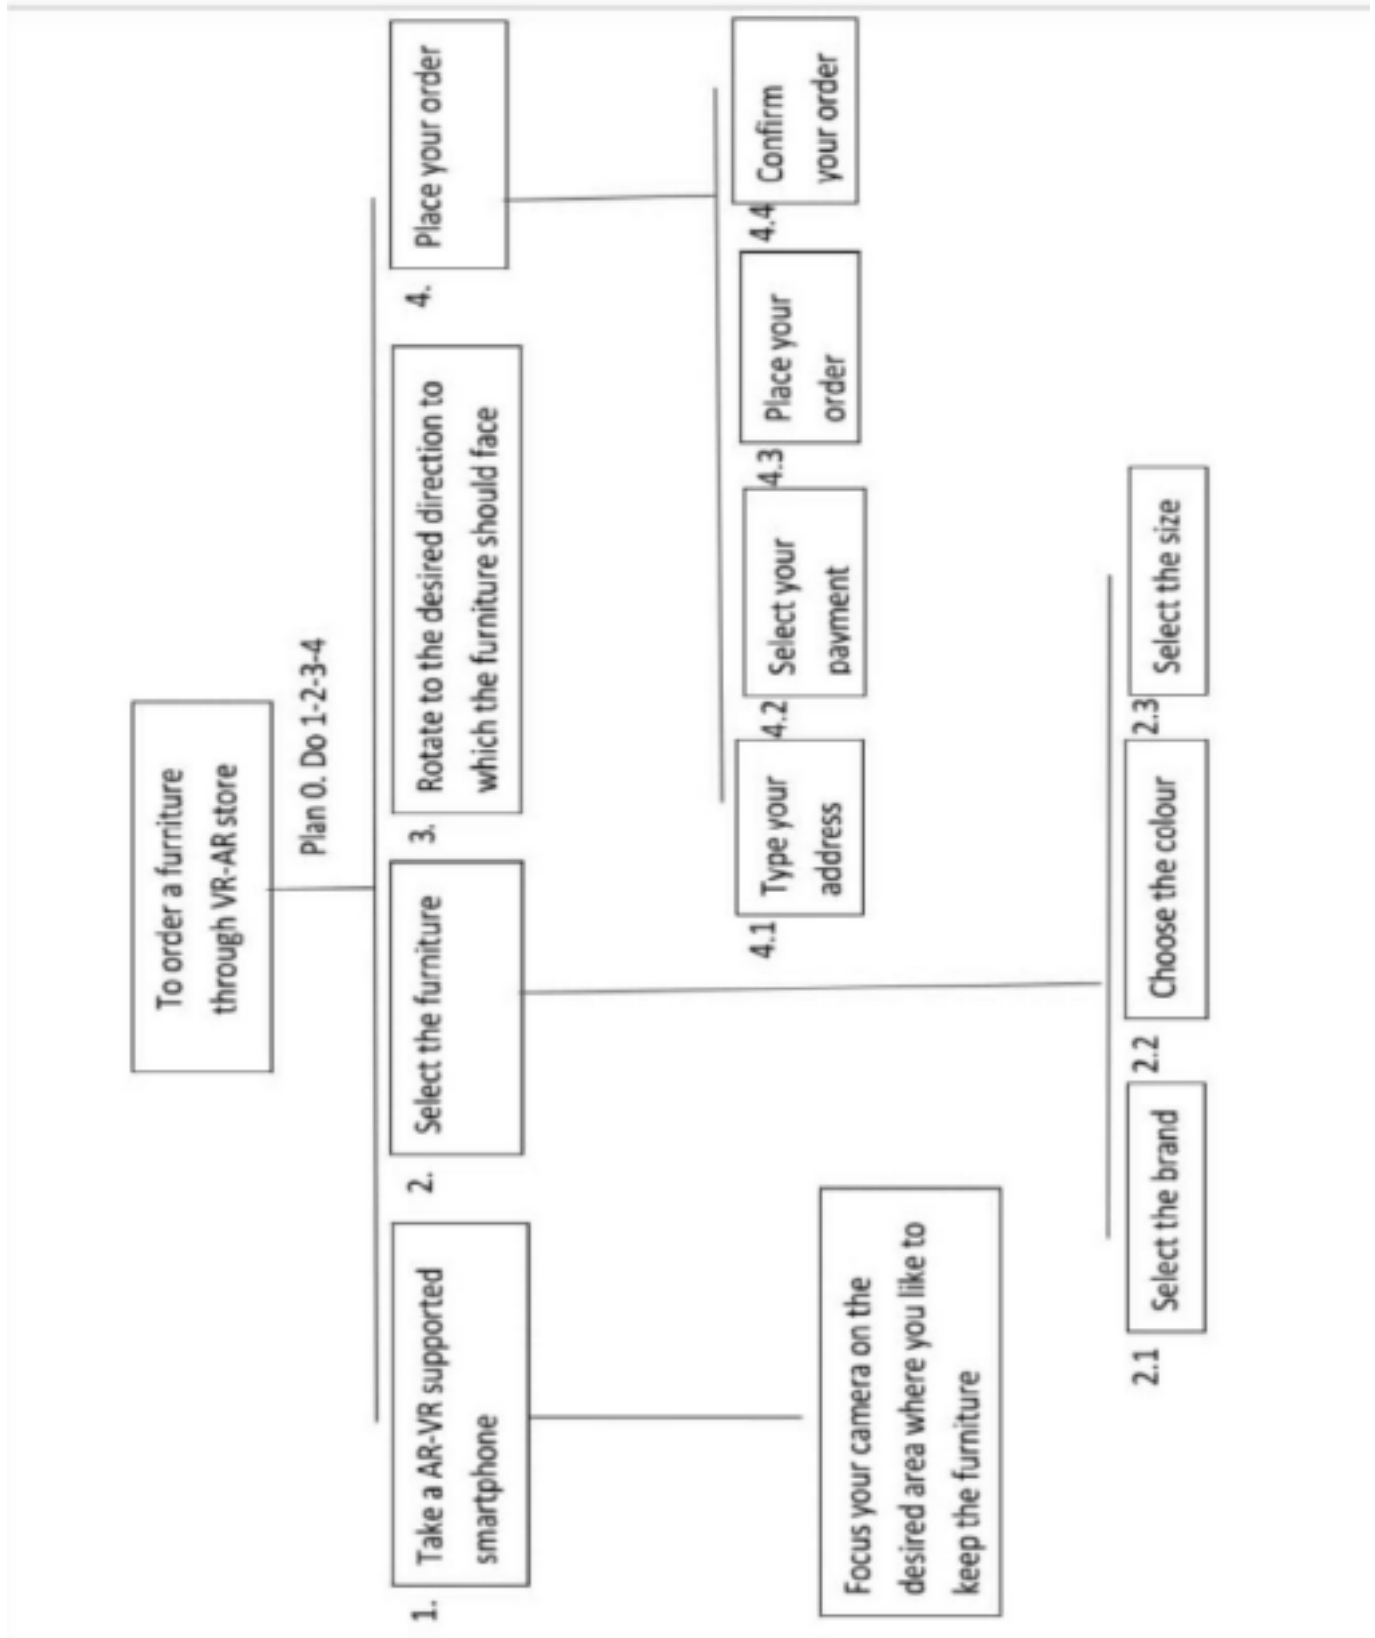 To order a furniture
through VR-AR store
Plan 0. Do 1-2-3-4
1.
Take a AR-VR supported
smartphone
2.
Select the furniture
3.
Rotate to the desired direction to
which the furniture should face
4.
Place your order
Focus your camera on the
desired area where you like to
keep the furniture
4.1
Type your
address
4.2
Select your
payment
4.3
Place your
order
4.4
Confirm
your order
2.1
Select the brand
2.2
Choose the colour
2.3
Select the size